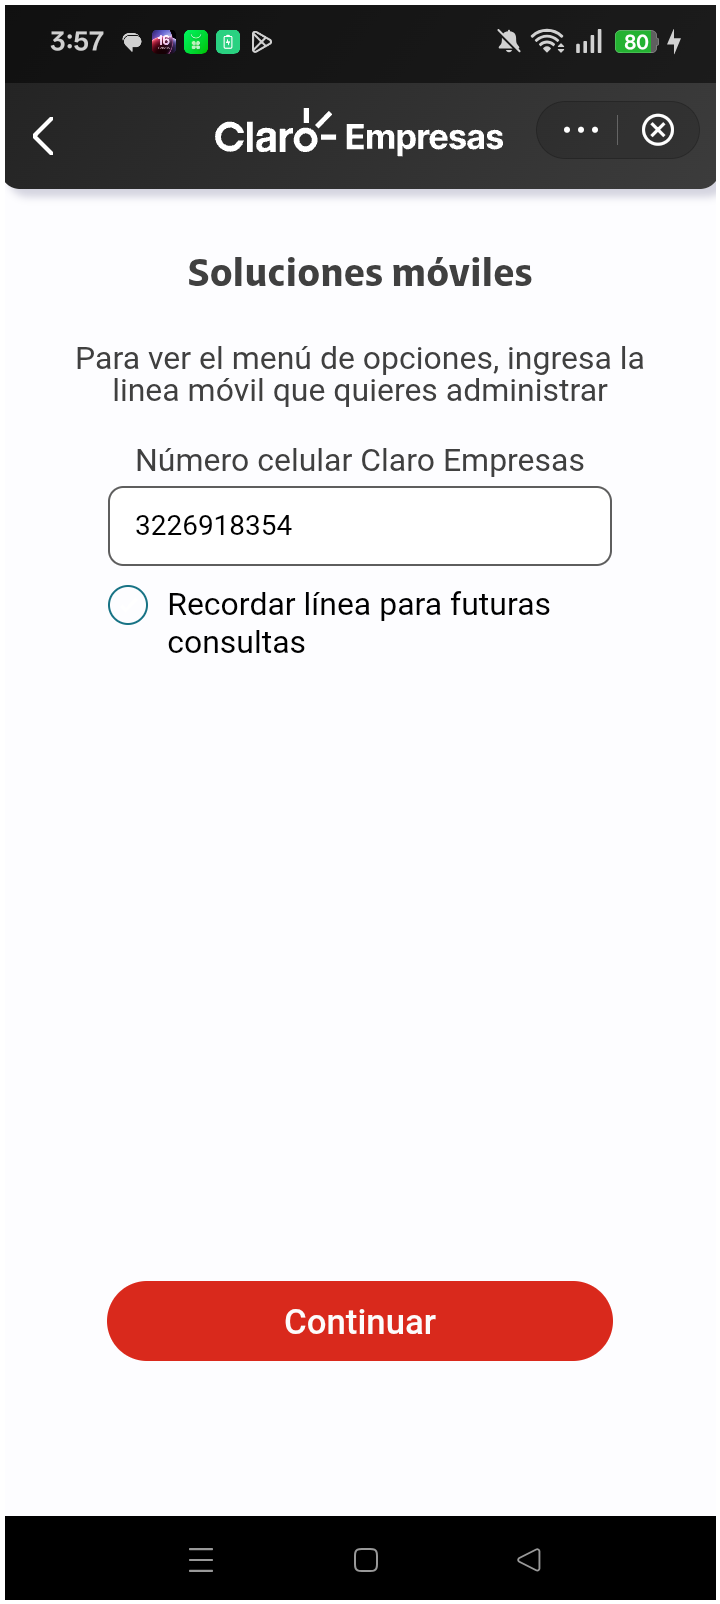 3:57
16
80
Claro Empresas
Soluciones móviles
Para ver el menú de opciones, ingresa la
linea móvil que quieres administrar
Número celular Claro Empresas
3226918354
Recordar línea para futuras
consultas
Continuar